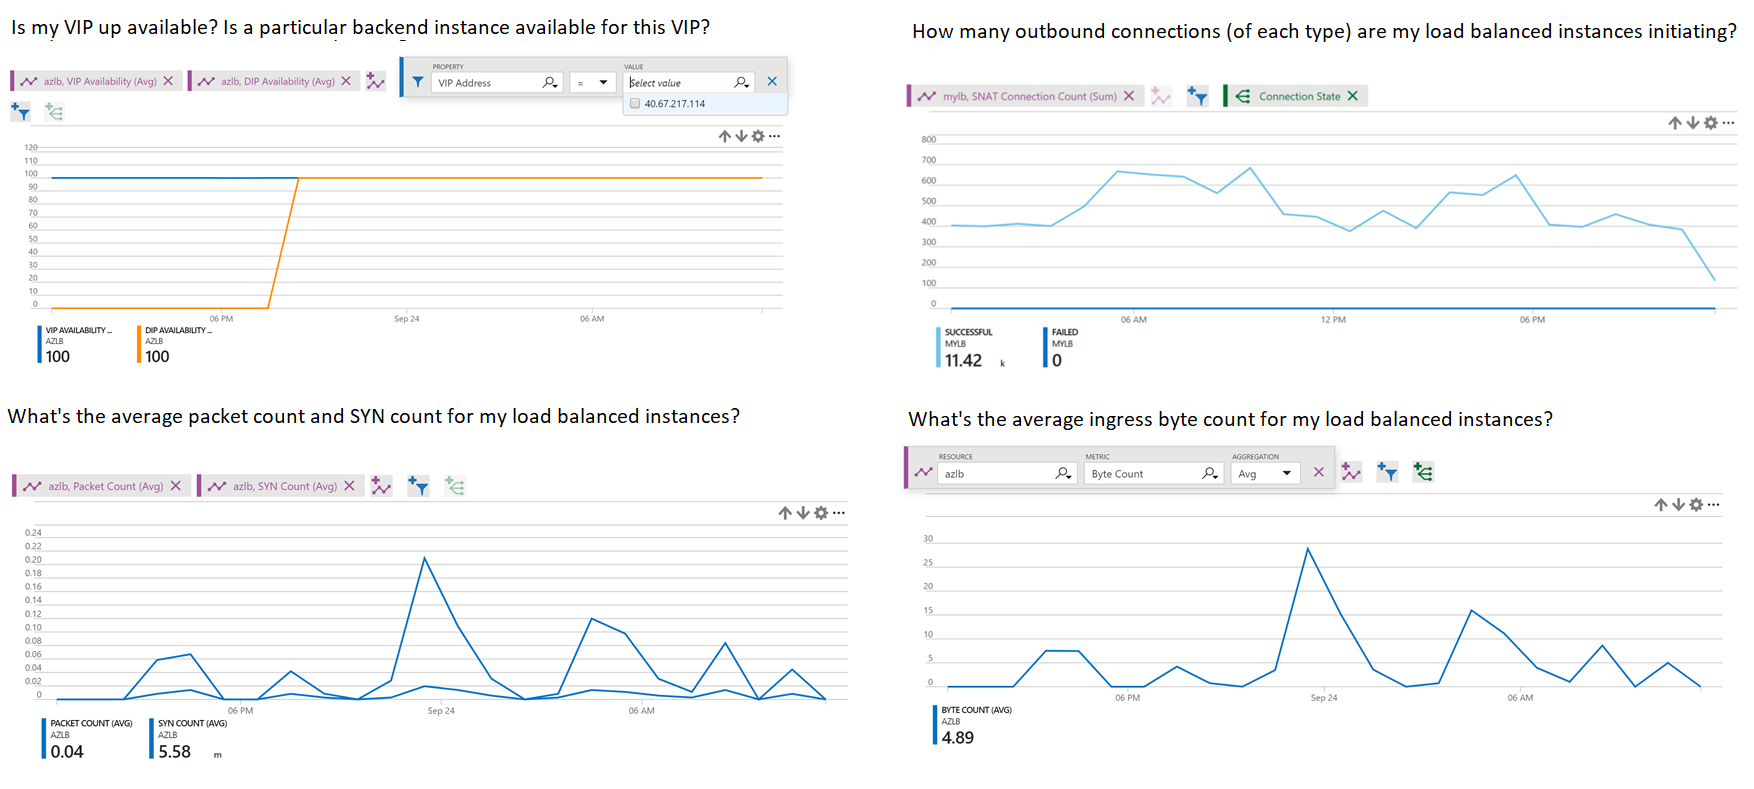 Is my VIP up available? Is a particular backend instance available for this VIP?
azlb, VIP Availability (Avg)
azlb, DIP Availability (Avg)
PROPERTY
VIP Address
=
VALUE
Select value
40.67.217.114
120
110
100
90
80
70
60
50
40
30
20
10
0
06 PM
Sep 24
06 AM
VIP AVAILABILITY ...
AZLB
100
DIP AVAILABILITY ...
AZLB
100
How many outbound connections (of each type) are my load balanced instances initiating?
mylb, SNAT Connection Count (Sum)
Connection State
800
700
600
500
400
300
200
100
0
06 AM
12 PM
06 PM
SUCCESSFUL
MYLB
11.42 k
FAILED
MYLB
0
What's the average packet count and SYN count for my load balanced instances?
azlb, Packet Count (Avg)
azlb, SYN Count (Avg)
0.24
0.22
0.20
0.18
0.16
0.14
0.12
0.10
0.08
0.06
0.04
0.02
0
06 PM
Sep 24
06 AM
PACKET COUNT (AVG)
AZLB
0.04
SYN COUNT (AVG)
AZLB
5.58 m
What's the average ingress byte count for my load balanced instances?
RESOURCE
azlb
METRIC
Byte Count
AGGREGATION
Avg
30
25
20
15
10
5
0
06 PM
Sep 24
06 AM
BYTE COUNT (AVG)
AZLB
4.89